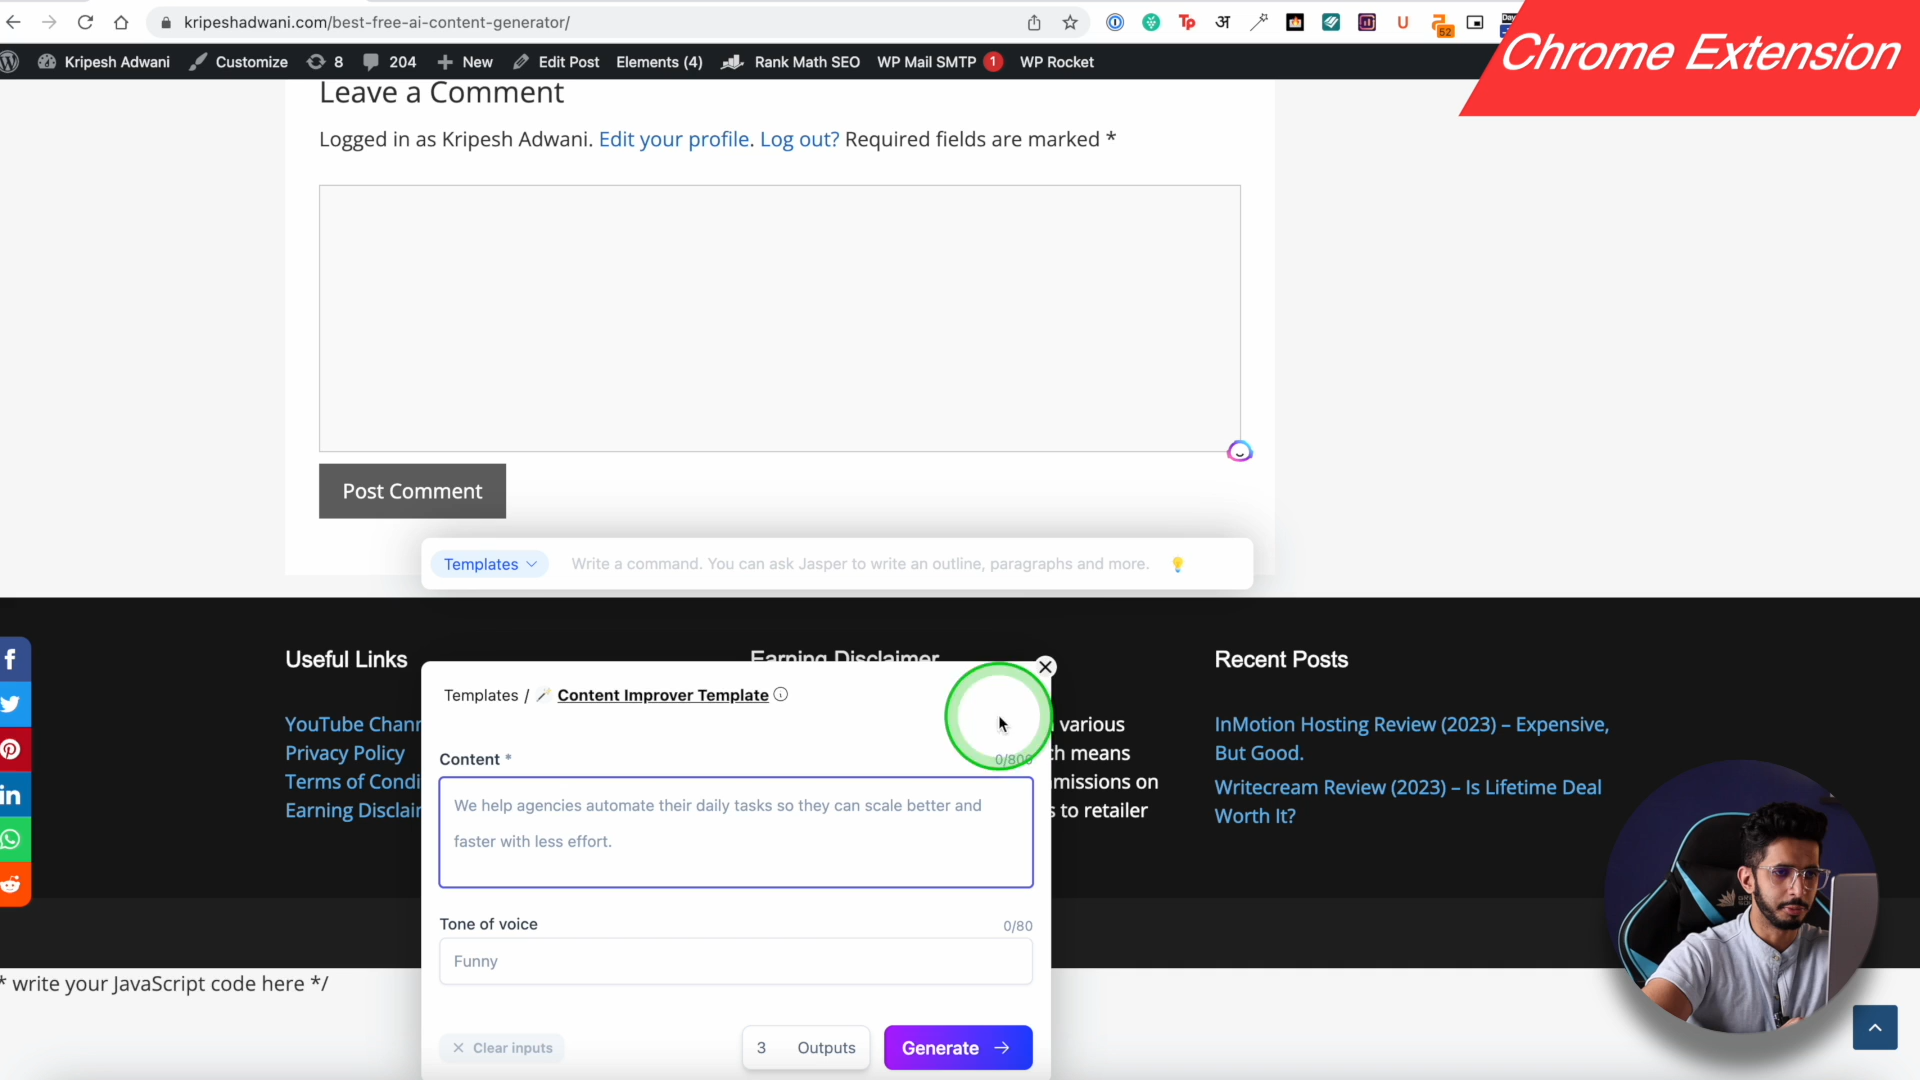 kripeshadwani.com/best-free-ai-content-generator/
Tp
अ
U
52
Chrome Extension
Kripesh Adwani
Customize
8
204
New
Edit Post
Elements (4)
Rank Math SEO
WP Mail SMTP 1
WP Rocket
Leave a Comment
Logged in as Kripesh Adwani. Edit your profile. Log out? Required fields are marked *
Post Comment
Templates
Write a command. You can ask Jasper to write an outline, paragraphs and more.
Useful Links
Earning Disclaimer
Recent Posts
Templates / Content Improver Template
YouTube Chann
various
InMotion Hosting Review (2023) – Expensive,
But Good.
Privacy Policy
means
Terms of Condi
missions on
Writecream Review (2023) – Is Lifetime Deal
Worth It?
Earning Disclair
s to retailer
Content *
0/800
We help agencies automate their daily tasks so they can scale better and
faster with less effort.
Tone of voice
0/80
Funny
* write your JavaScript code here */
Clear inputs
3 Outputs
Generate